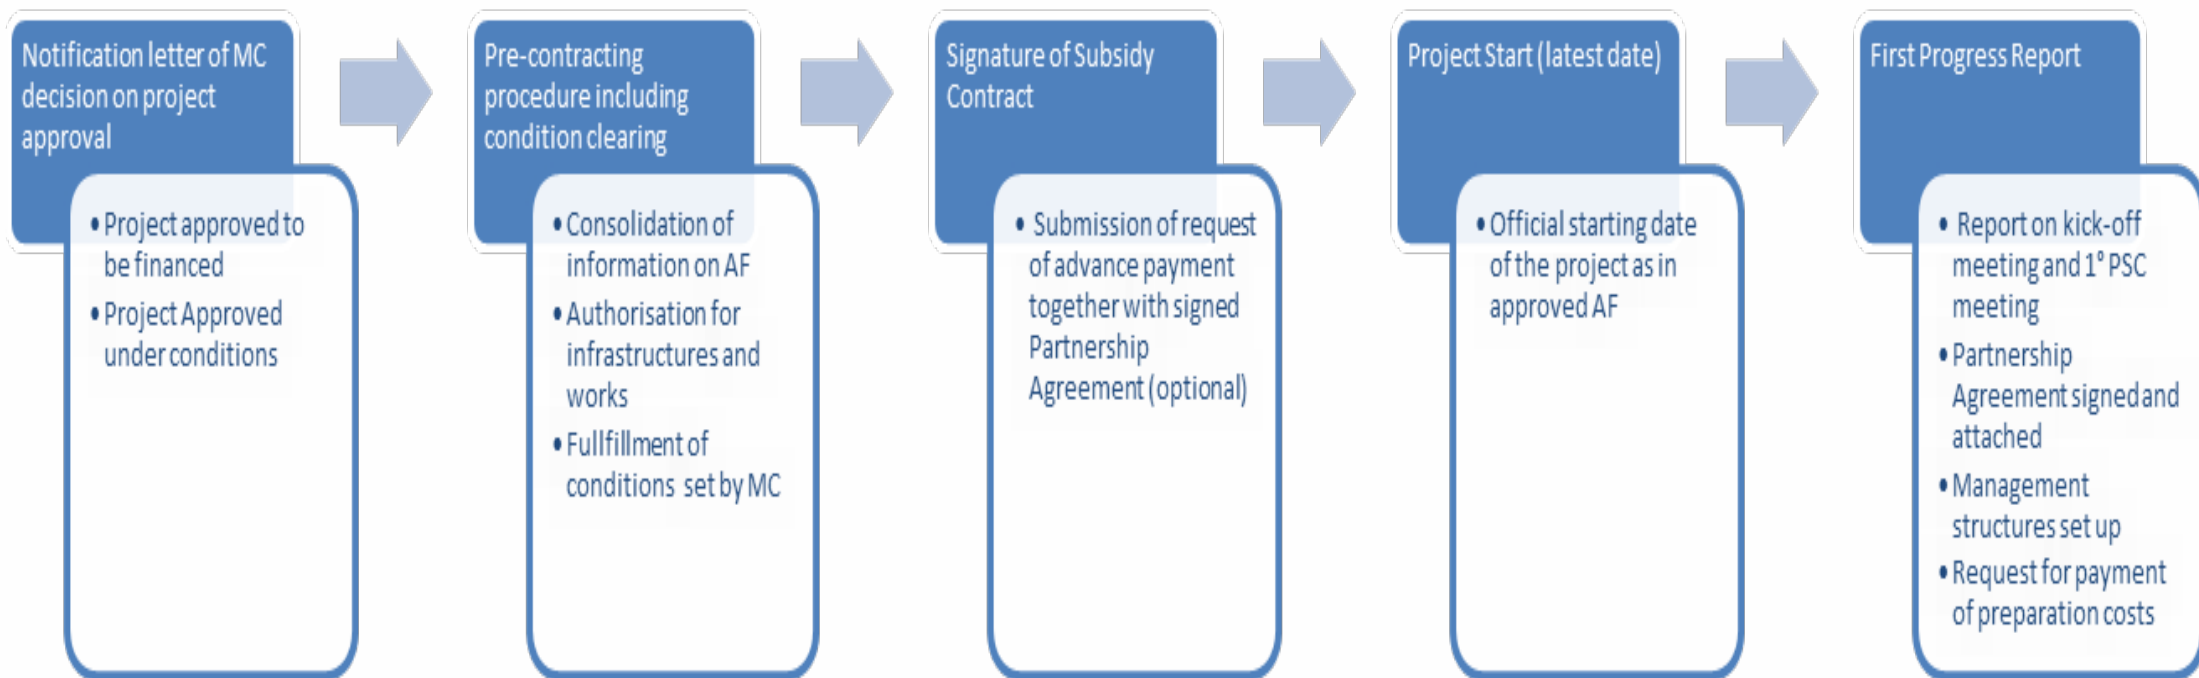 Notification letter of MC
decision on project
approval
• Project approved to
be financed
• Project Approved
under conditions
Pre-contracting
procedure including
condition clearing
• Consolidation of
information on AF
• Authorisation for
infrastructures and
works
• Fullfillment of
conditions set by MC
Signature of Subsidy
Contract
• Submission of request
of advance payment
together with signed
Partnership
Agreement (optional)
Project Start (latest date)
• Official starting date
of the project as in
approved AF
First Progress Report
• Report on kick-off
meeting and 1° PSC
meeting
• Partnership
Agreement signed and
attached
• Management
structures set up
• Request for payment
of preparation costs